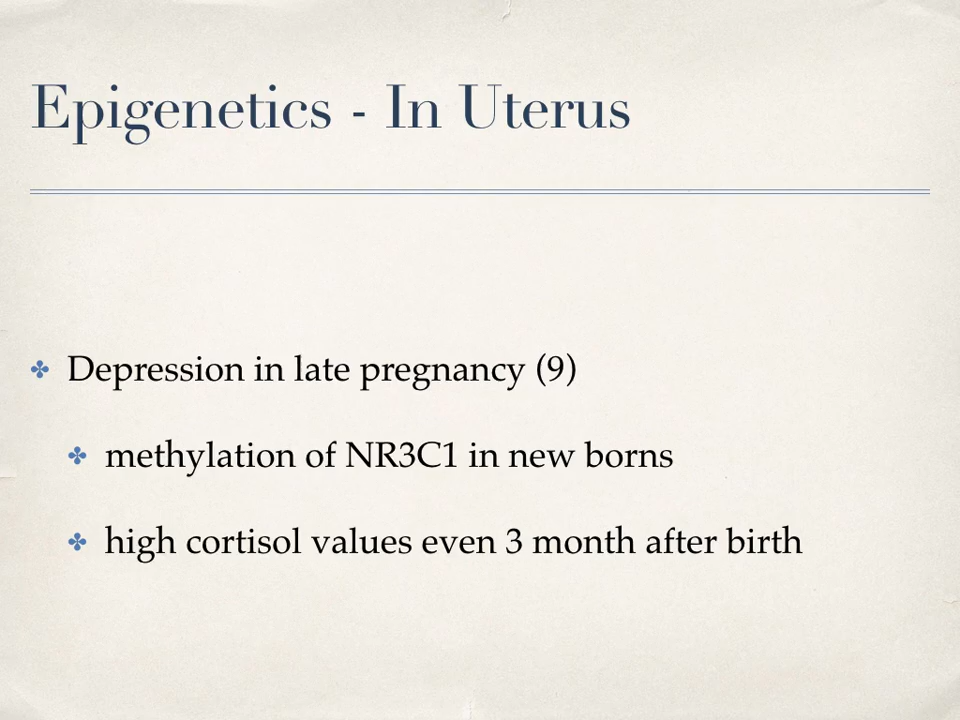 Epigenetics - In Uterus
✤ Depression in late pregnancy (9)
✤ methylation of NR3C1 in new borns
✤ high cortisol values even 3 month after birth